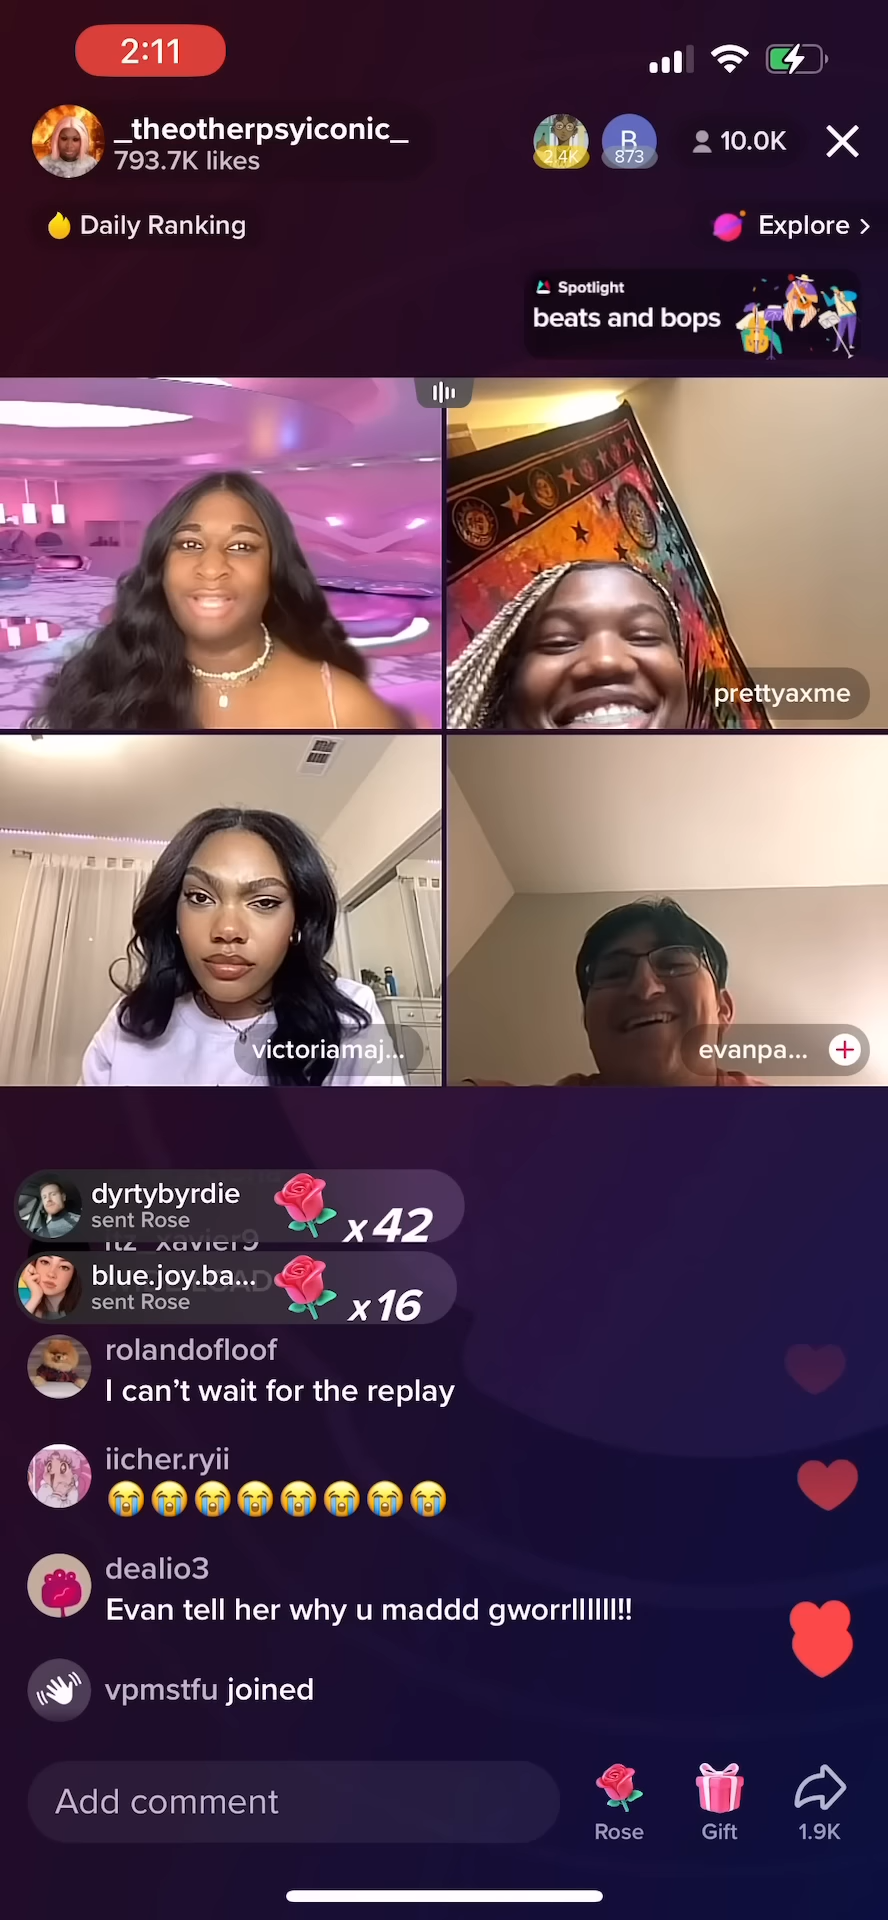 2:11
_theotherpsyiconic_
793.7K likes
2.4K
B
873
10.0K
Daily Ranking
Explore >
Spotlight
beats and bops
prettyaxme
victoriamaj...
evanpa...
dyrtybyrdie
sent Rose
x42
itz_xavier9
blue.joy.ba...
sent Rose
x16
rolandofloof
I can’t wait for the replay
iicher.ryii
😭😭😭😭😭😭😭😭
dealio3
Evan tell her why u maddd gworrllllll!!
vpmstfu joined
Add comment
Rose
Gift
1.9K